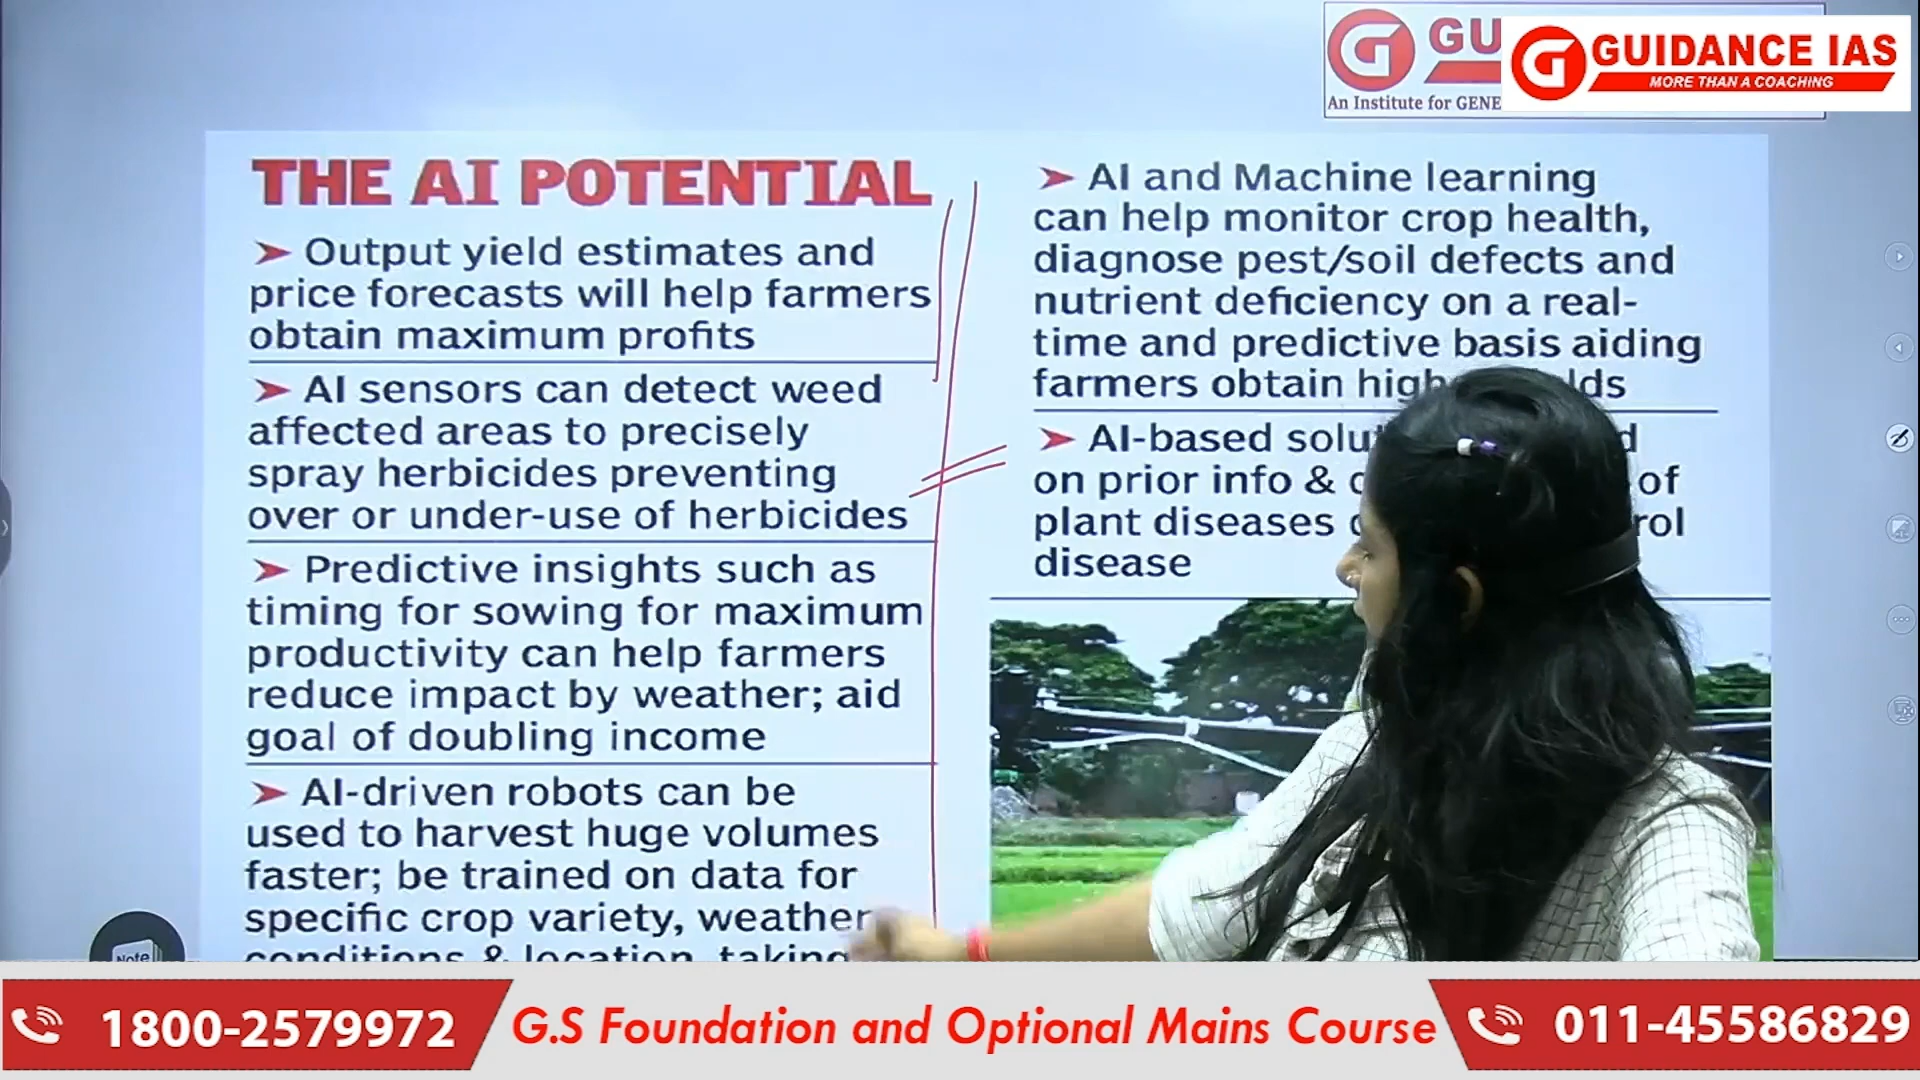 GU
An Institute for GENE
GUIDANCE IAS
MORE THAN A COACHING
THE AI POTENTIAL
➤ Output yield estimates and
price forecasts will help farmers
obtain maximum profits
➤ AI sensors can detect weed
affected areas to precisely
spray herbicides preventing
over or under-use of herbicides
➤ Predictive insights such as
timing for sowing for maximum
productivity can help farmers
reduce impact by weather; aid
goal of doubling income
➤ AI-driven robots can be
used to harvest huge volumes
faster; be trained on data for
specific crop variety, weather
conditions & location, taking
➤ AI and Machine learning
can help monitor crop health,
diagnose pest/soil defects and
nutrient deficiency on a real-
time and predictive basis aiding
farmers obtain
➤ AI-based
on prior info & of
plant diseases
disease
Note
1800-2579972
G.S Foundation and Optional Mains Course
011-45586829